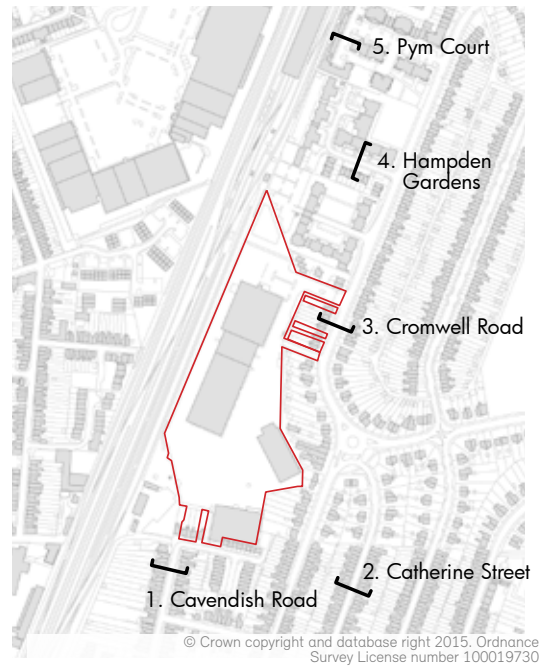 5. Pym Court
4. Hampden
Gardens
3. Cromwell Road
2. Catherine Street
1. Cavendish Road
© Crown copyright and database right 2015. Ordnance
Survey License number 100019730